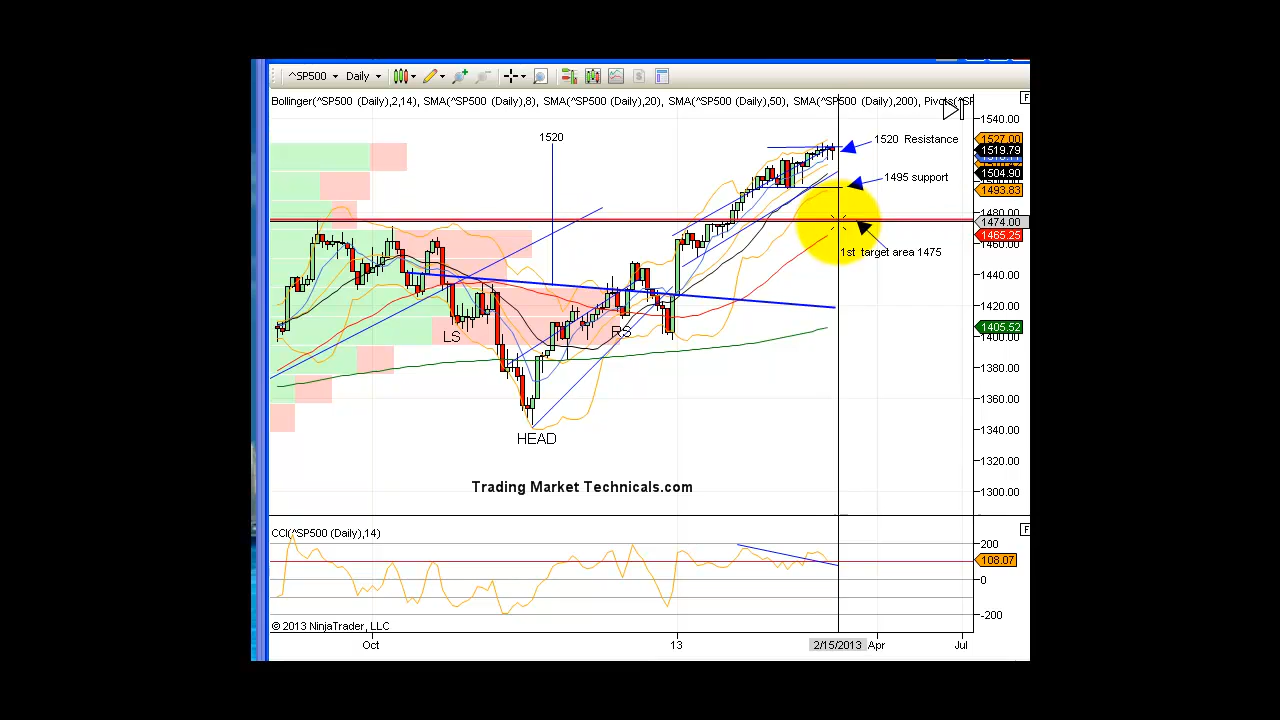 ^SP500 Daily
Bollinger(^SP500 (Daily),2,14), SMA(^SP500 (Daily),8), SMA(^SP500 (Daily),20), SMA(^SP500 (Daily),50), SMA(^SP500 (Daily),200),
F
1520
1520 Resistance
1495 support
1st target area 1475
LS
RS
HEAD
Trading Market Technicals.com
1540.00
1527.00
1519.79
1504.90
1493.83
1480.00
1474.00
1465.25
1460.00
1440.00
1420.00
1405.52
1400.00
1380.00
1360.00
1340.00
1320.00
1300.00
CCI(^SP500 (Daily),14)
F
200
108.07
0
-200
© 2013 NinjaTrader, LLC
Oct 13 2/15/2013 Apr Jul